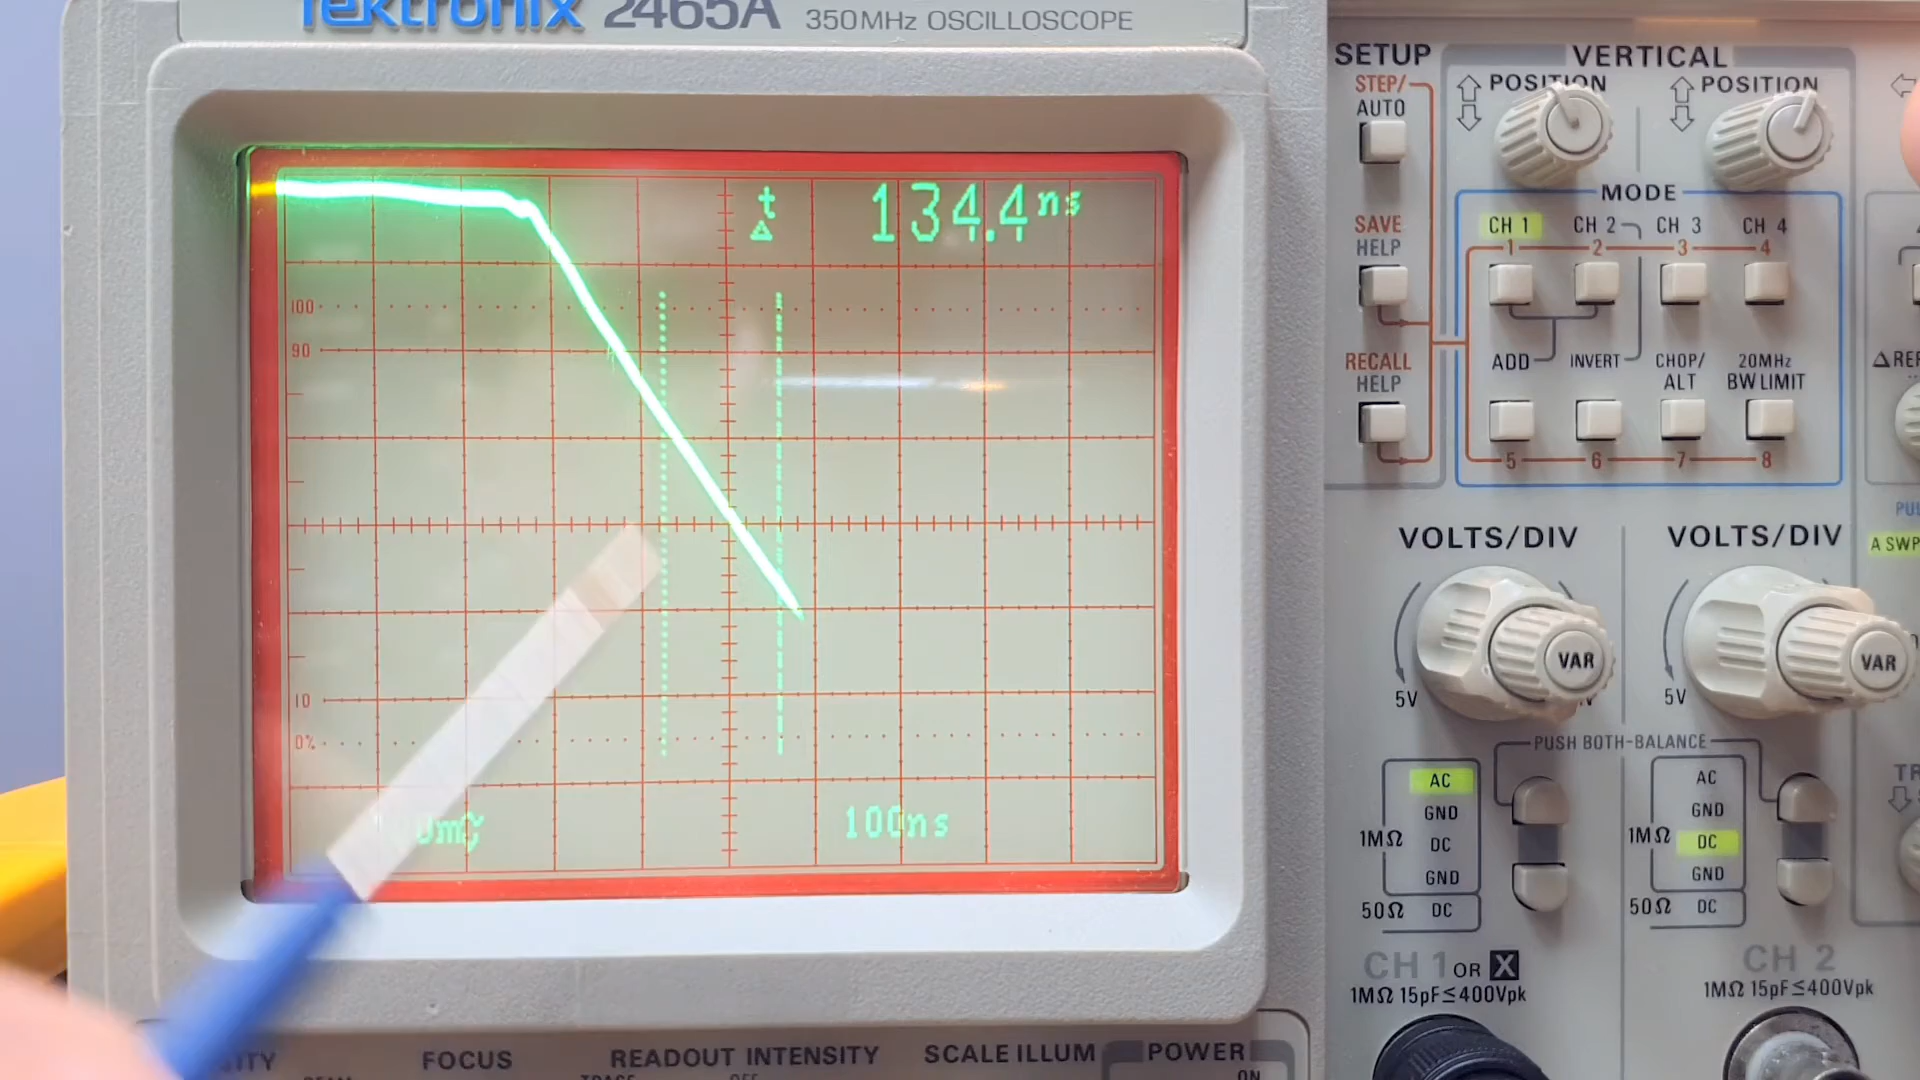 Tektronix 2465A 350MHz OSCILLOSCOPE
t
Δ
134.4ns
100
90
10
0%
100ns
SETUP
STEP/
AUTO
SAVE
HELP
RECALL
HELP
VERTICAL
POSITION
POSITION
MODE
CH 1
CH 2
CH 3
CH 4
1
2
3
4
ADD
INVERT
CHOP/
ALT
20MHz
BW LIMIT
5
6
7
8
VOLTS/DIV
VOLTS/DIV
VAR
VAR
5V
5V
PUSH BOTH-BALANCE
AC
GND
1MΩ
DC
GND
50Ω
DC
AC
GND
1MΩ
DC
GND
50Ω
DC
CH 1 OR X
1MΩ 15pF≤400Vpk
CH 2
1MΩ 15pF≤400Vpk
A SWP
FOCUS
READOUT INTENSITY
SCALE ILLUM
POWER
ON